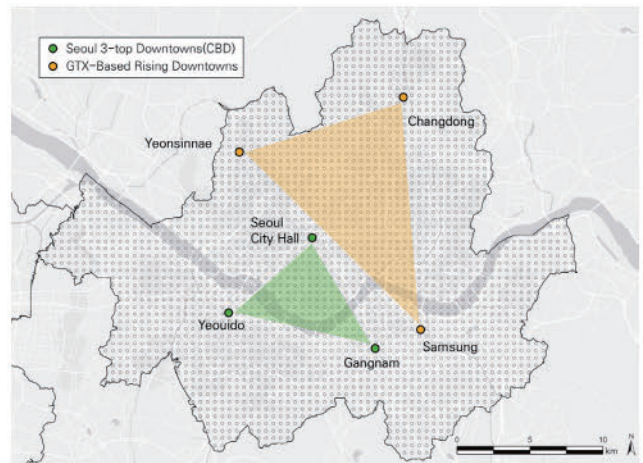 Seoul 3-top Downtowns(CBD)
GTX-Based Rising Downtowns
Changdong
Yeonsinnae
Seoul
City Hall
Yeouido
Samsung
Gangnam
N
0 5 10
km